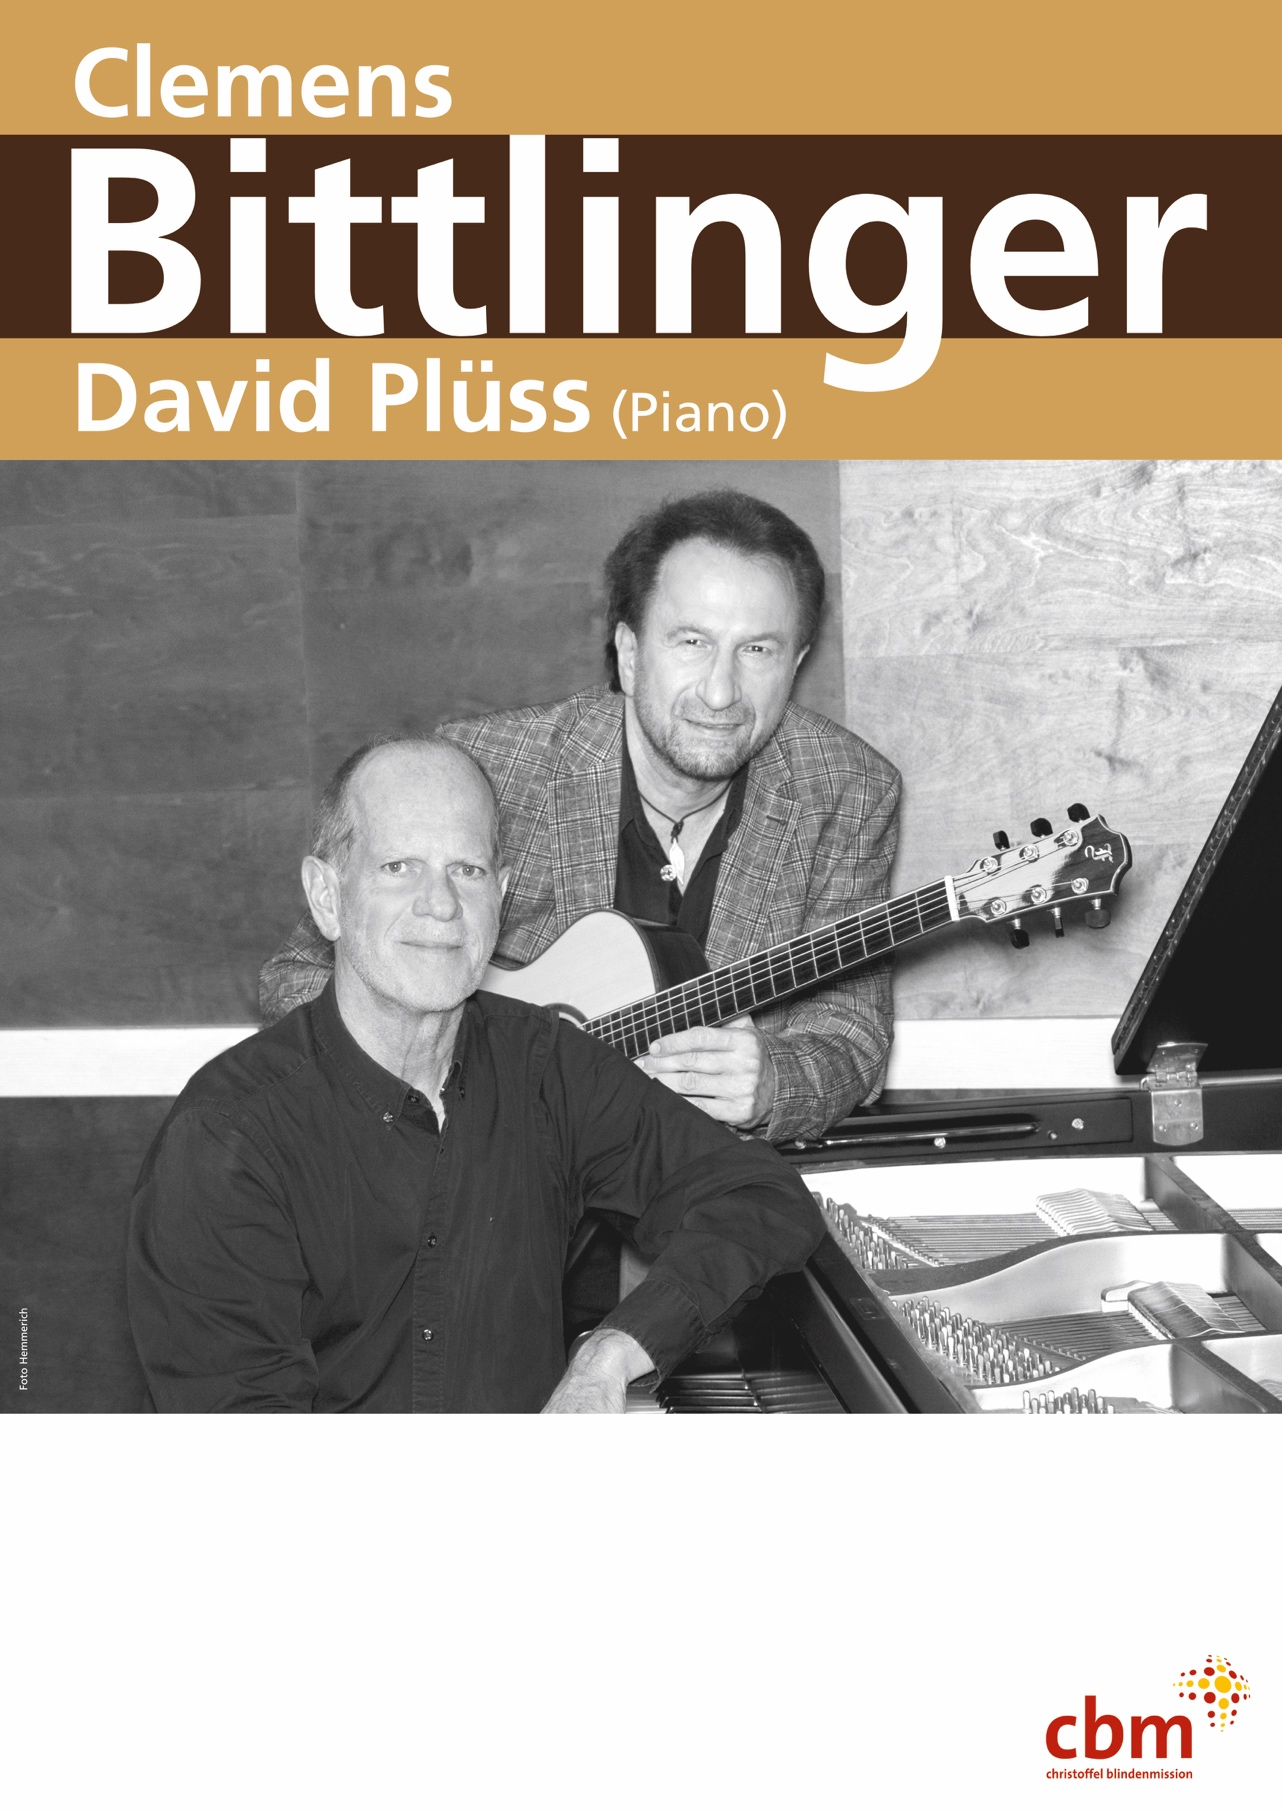 Clemens
Bittlinger
David Plüss (Piano)
Foto Hemmerich
cbm
christoffel blindenmission